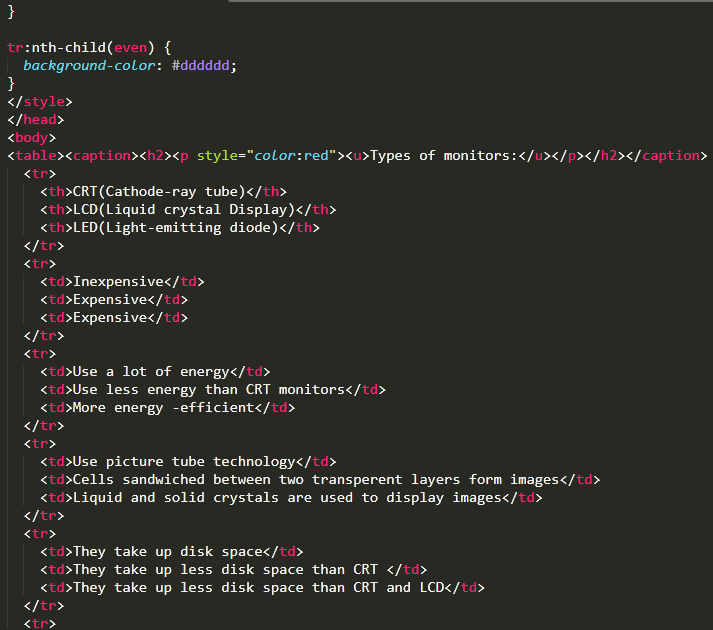 }
tr:nth-child(even) {
background-color: #dddddd;
}
</style>
</head>
<body>
<table><caption><h2><p style="color:red"><u>Types of monitors:</u></p></h2></caption>
<tr>
<th>CRT(Cathode-ray tube)</th>
<th>LCD(Liquid crystal Display)</th>
<th>LED(Light-emitting diode)</th>
</tr>
<tr>
<td>Inexpensive</td>
<td>Expensive</td>
<td>Expensive</td>
</tr>
<tr>
<td>Use a lot of energy</td>
<td>Use less energy than CRT monitors</td>
<td>More energy -efficient</td>
</tr>
<tr>
<td>Use picture tube technology</td>
<td>Cells sandwiched between two transperent layers form images</td>
<td>Liquid and solid crystals are used to display images</td>
</tr>
<tr>
<td>They take up disk space</td>
<td>They take up less disk space than CRT </td>
<td>They take up less disk space than CRT and LCD</td>
</tr>
<tr>